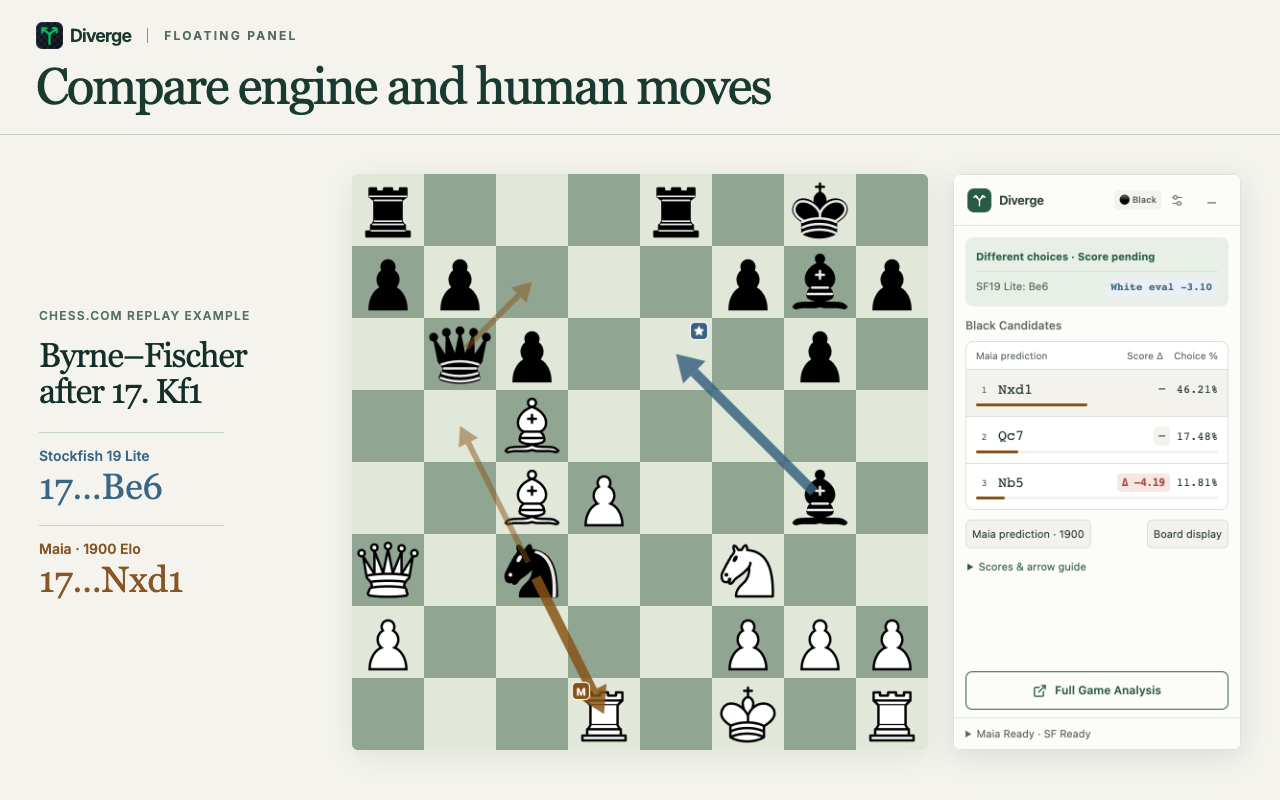 Diverge | FLOATING PANEL
Compare engine and human moves
CHESS.COM REPLAY EXAMPLE
Byrne–Fischer
after 17. Kf1
Stockfish 19 Lite
17...Be6
Maia · 1900 Elo
17...Nxd1
M
Diverge
Black
Different choices · Score pending
SF19 Lite: Be6 White eval -3.10
Black Candidates
Maia prediction Score Δ Choice %
1 Nxd1 — 46.21%
2 Qc7 — 17.48%
3 Nb5 Δ -4.19 11.81%
Maia prediction · 1900 Board display
▶ Scores & arrow guide
Full Game Analysis
▶ Maia Ready · SF Ready